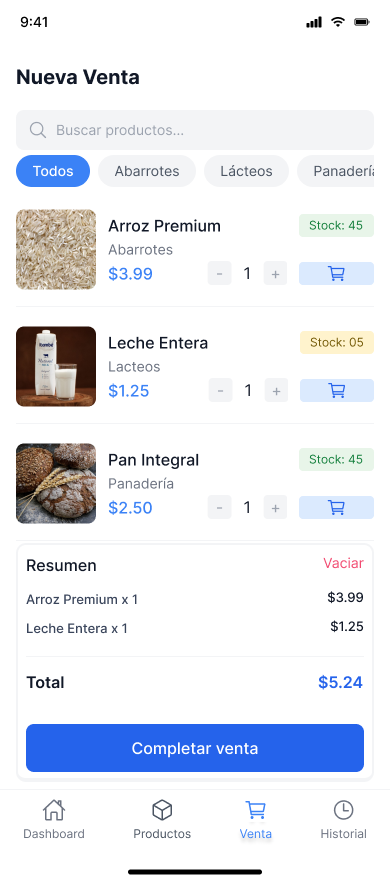 9:41
Nueva Venta
Buscar productos...
Todos Abarrotes Lácteos Panadería
Arroz Premium Stock: 45
Abarrotes
$3.99 - 1 +
Leche Entera Stock: 05
Lacteos
$1.25 - 1 +
Pan Integral Stock: 45
Panadería
$2.50 - 1 +
Resumen Vaciar
Arroz Premium x 1 $3.99
Leche Entera x 1 $1.25
Total $5.24
Completar venta
Dashboard Productos Venta Historial